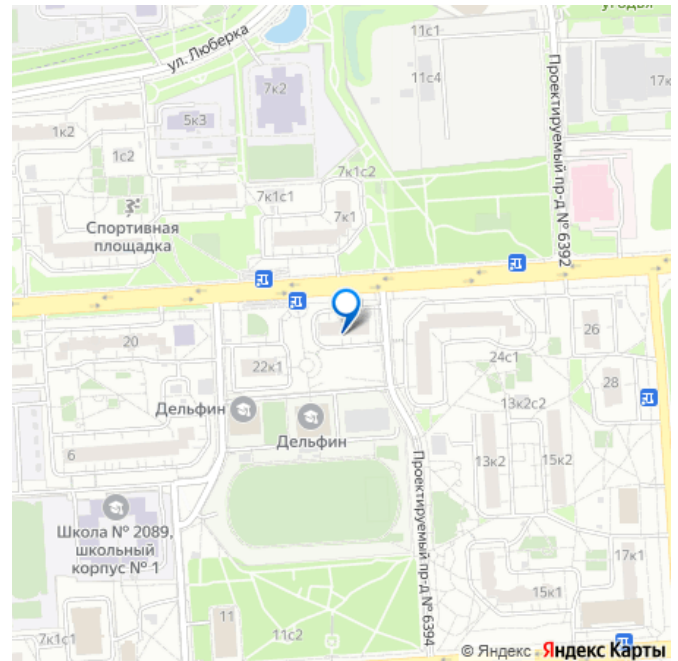 угодья
ул. Люберка
11с1
Проектируемый пр-д № 6392
7к2
11с4
17к
5к3
1к2
1с2
7к1с2
7к1с1
7к1
Спортивная
площадка
20
26
22к1
24с1
28
13к2с2
Дельфин
Дельфин
6
13к2
15к2
Проектируемый пр-д № 6394
Школа № 2089,
школьный
корпус № 1
17к1
15к1
11
7к1с1
11с2
© Яндекс Яндекс Карты